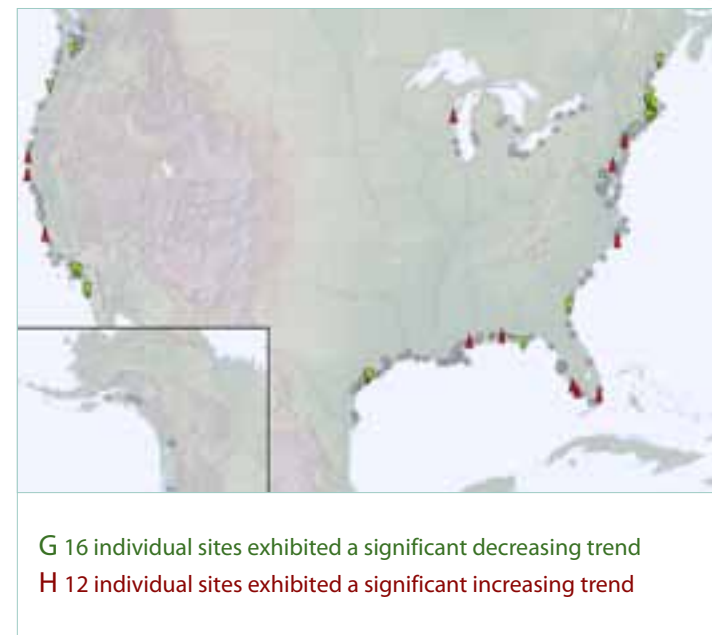 G 16 individual sites exhibited a significant decreasing trend
H 12 individual sites exhibited a significant increasing trend